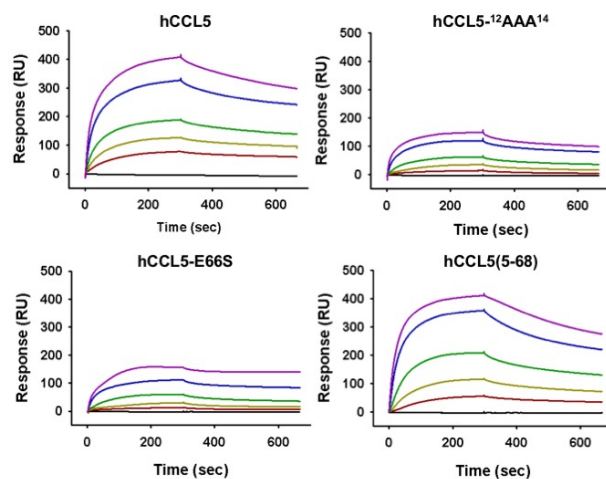 hCCL5
500
400
300
200
100
0
Response (RU)
0 200 400 600
Time (sec)
hCCL5-¹²AAA¹⁴
500
400
300
200
100
0
Response (RU)
0 200 400 600
Time (sec)
hCCL5-E66S
500
400
300
200
100
0
Response (RU)
0 200 400 600
Time (sec)
hCCL5(5-68)
500
400
300
200
100
0
Response (RU)
0 200 400 600
Time (sec)